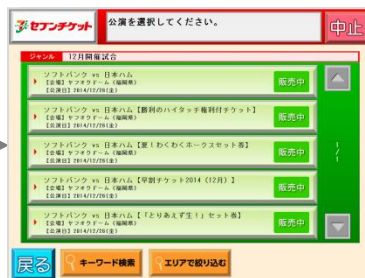 セブンチケット
公演を選択してください。
中止
ジャンル 12月開催試合
ソフトバンク vs 日本ハム
【会場】ヤフオクドーム（福岡県）
【公演日】2014/12/26(金)
販売中
ソフトバンク vs 日本ハム【勝利のハイタッチ権利付チケット】
【会場】ヤフオクドーム（福岡県）
【公演日】2014/12/26(金)
販売中
ソフトバンク vs 日本ハム【夏！わくわくホークスセット券】
【会場】ヤフオクドーム（福岡県）
【公演日】2014/12/26(金)
販売中
ソフトバンク vs 日本ハム【早割チケット2014（12月）】
【会場】ヤフオクドーム（福岡県）
【公演日】2014/12/26(金)
販売中
ソフトバンク vs 日本ハム【「とりあえず生！」セット券】
【会場】ヤフオクドーム（福岡県）
【公演日】2014/12/26(金)
販売中
1/1
戻る
キーワード検索
エリアで絞り込む